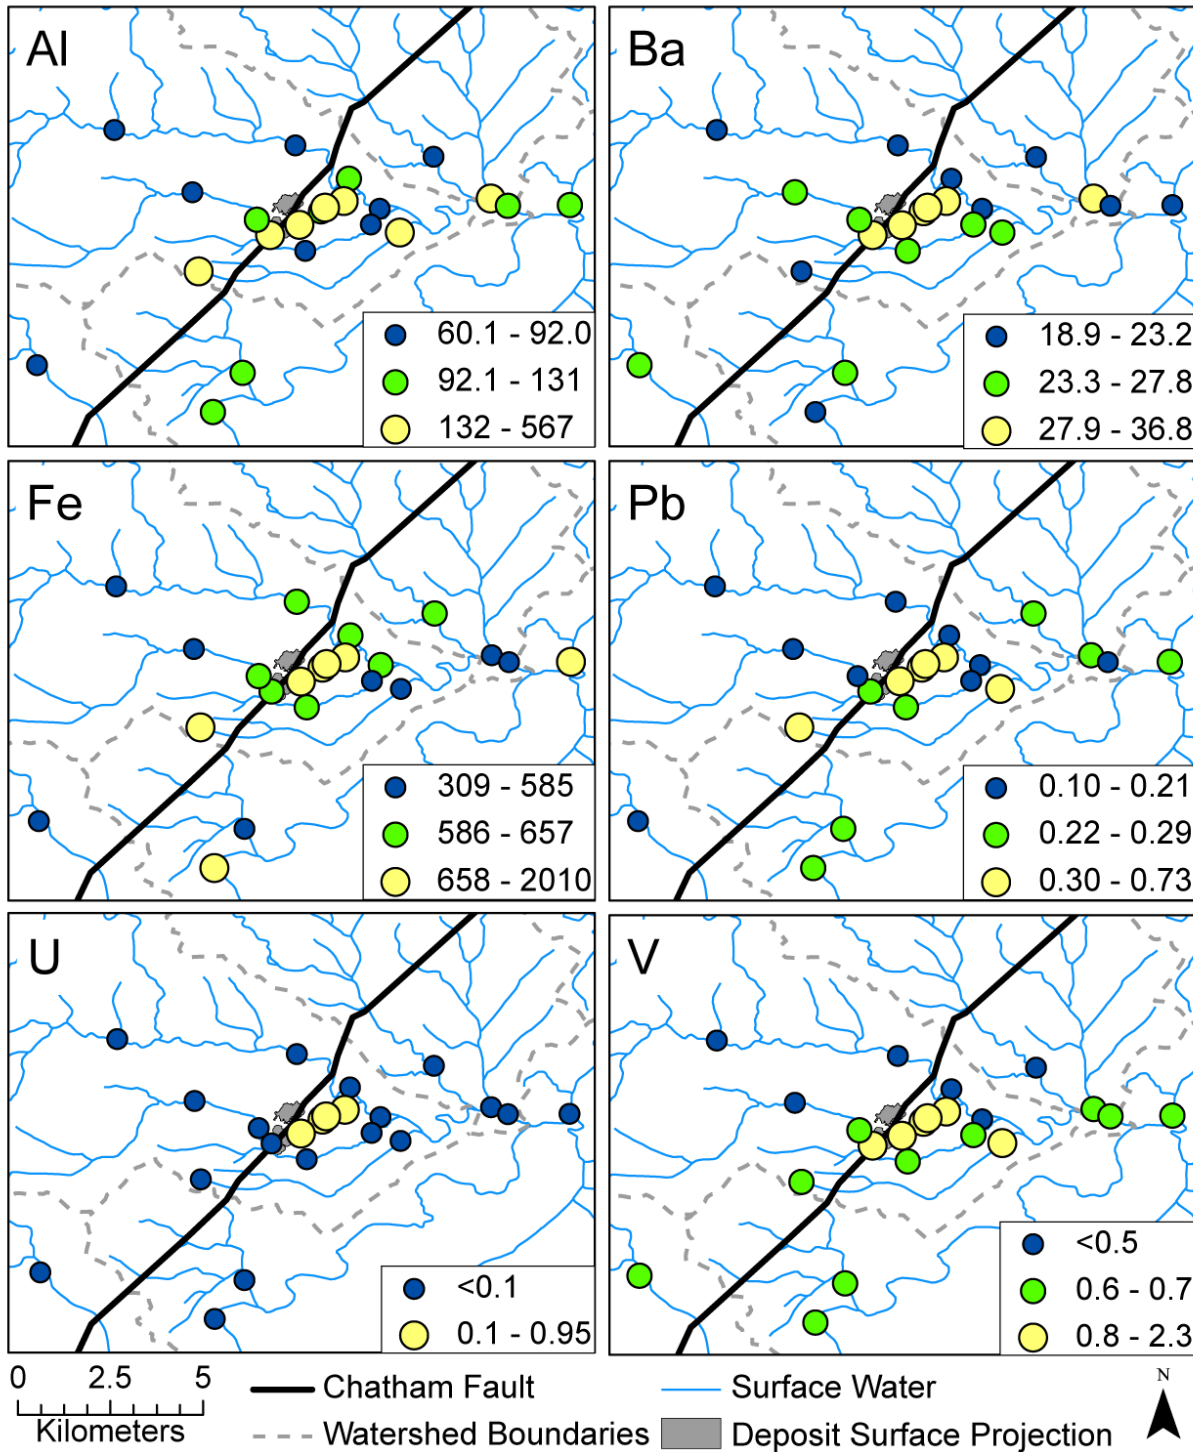 Al
60.1 - 92.0
92.1 - 131
132 - 567
Ba
18.9 - 23.2
23.3 - 27.8
27.9 - 36.8
Fe
309 - 585
586 - 657
658 - 2010
Pb
0.10 - 0.21
0.22 - 0.29
0.30 - 0.73
U
<0.1
0.1 - 0.95
V
<0.5
0.6 - 0.7
0.8 - 2.3
0 2.5 5
Kilometers
Chatham Fault
Watershed Boundaries
Surface Water
Deposit Surface Projection
N